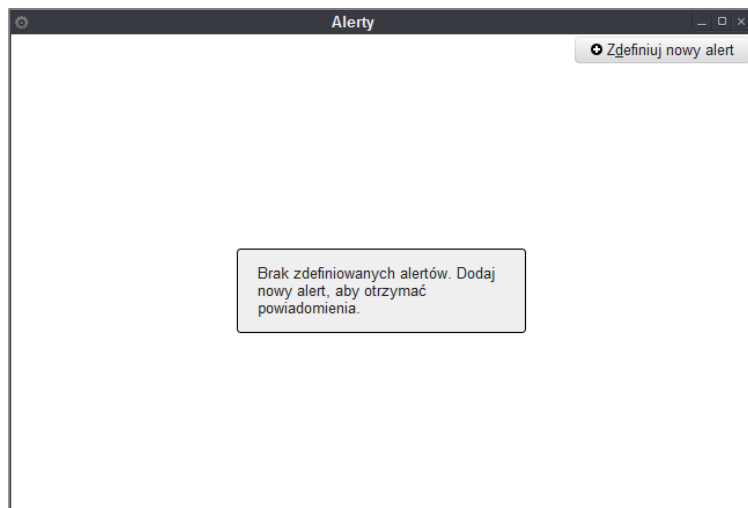 Alerty
Zdefiniuj nowy alert
Brak zdefiniowanych alertów. Dodaj
nowy alert, aby otrzymać
powiadomienia.